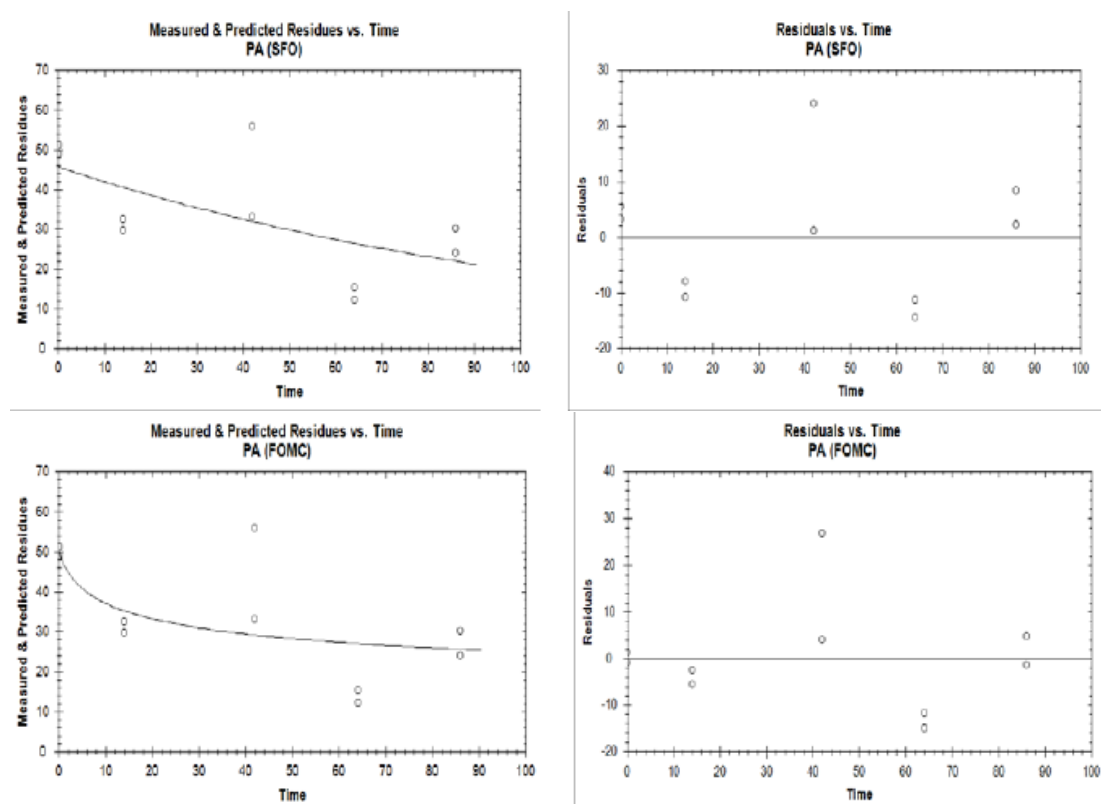 Measured & Predicted Residues vs. Time
PA (SFO)
Measured & Predicted Residues
70
60
50
40
30
20
10
0
0 10 20 30 40 50 60 70 80 90 100
Time
Residuals vs. Time
PA (SFO)
Residuals
30
20
10
0
-10
-20
0 10 20 30 40 50 60 70 80 90 100
Time
Measured & Predicted Residues vs. Time
PA (FOMC)
Measured & Predicted Residues
70
60
50
40
30
20
10
0
0 10 20 30 40 50 60 70 80 90 100
Time
Residuals vs. Time
PA (FOMC)
Residuals
40
30
20
10
0
-10
-20
0 10 20 30 40 50 60 70 80 90 100
Time